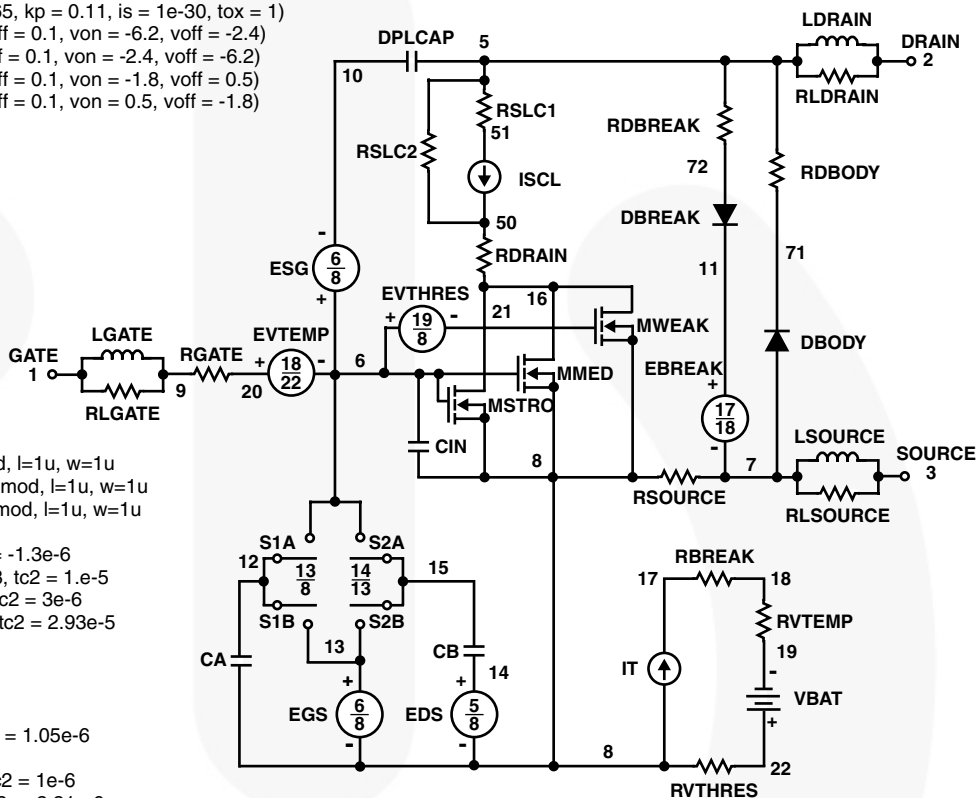 65, kp = 0.11, is = 1e-30, tox = 1)
ff = 0.1, von = -6.2, voff = -2.4)
f = 0.1, von = -2.4, voff = -6.2)
ff = 0.1, von = -1.8, voff = 0.5)
ff = 0.1, von = 0.5, voff = -1.8)
LDRAIN
DPLCAP
5
DRAIN
2
10
RLDRAIN
RSLC1
51
RDBREAK
RSLC2
72
RDBODY
ISCL
DBREAK
50
-
RDRAIN
71
ESG
6
8
11
+
EVTHRES
16
21
+
19
8
-
MWEAK
LGATE
EVTEMP
DBODY
GATE
1
RGATE
+
18
22
-
6
MMED
EBREAK
+
9
20
MSTRO
17
18
RLGATE
-
LSOURCE
CIN
SOURCE
3
8
7
d, l=1u, w=1u
mod, l=1u, w=1u
nod, l=1u, w=1u
RSOURCE
RLSOURCE
= -1.3e-6
S1A
S2A
RBREAK
3, tc2 = 1.e-5
12
13
8
14
13
15
17
18
c2 = 3e-6
tc2 = 2.93e-5
S1B
S2B
RVTEMP
13
CB
19
CA
14
IT
-
+
+
VBAT
EGS
6
8
EDS
5
8
+
= 1.05e-6
-
-
8
22
c2 = 1e-6
RVTHRES